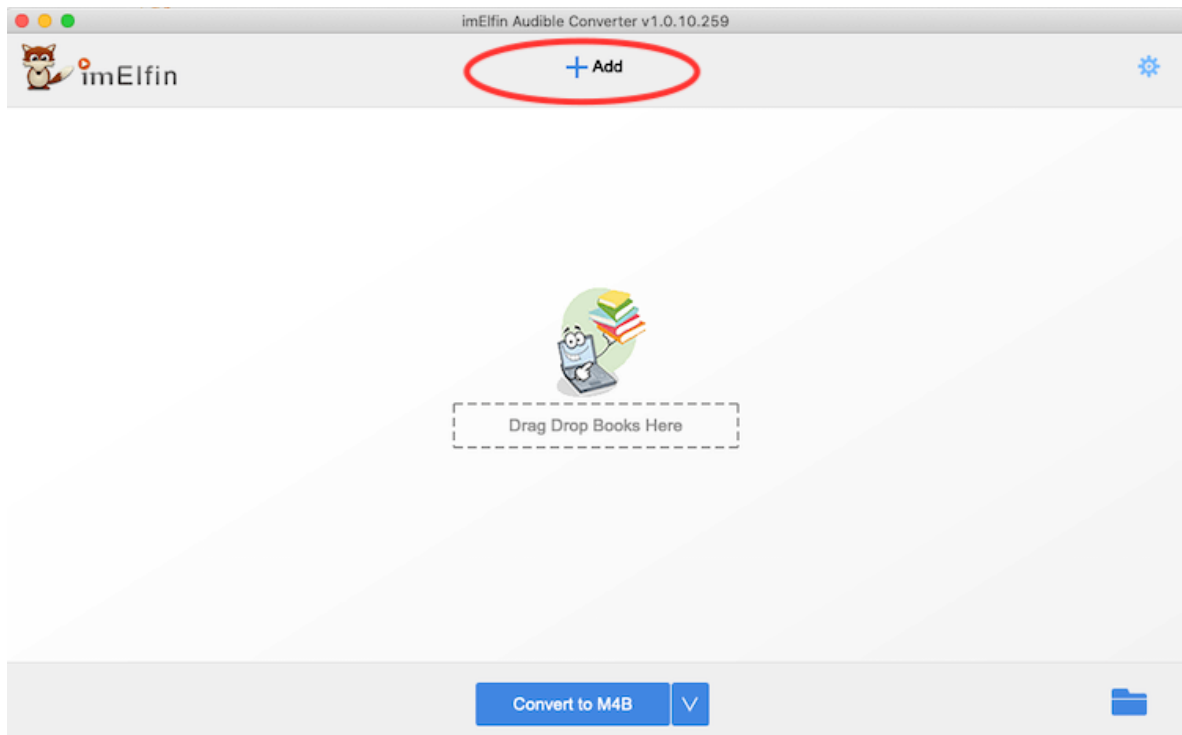 imElfin Audible Converter v1.0.10.259
imElfin
Add
Drag Drop Books Here
Convert to M4B